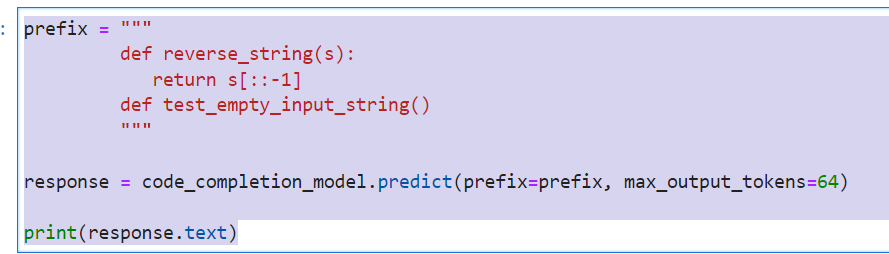 : prefix = """
def reverse_string(s):
return s[::-1]
def test_empty_input_string()
"""
response = code_completion_model.predict(prefix=prefix, max_output_tokens=64)
print(response.text)